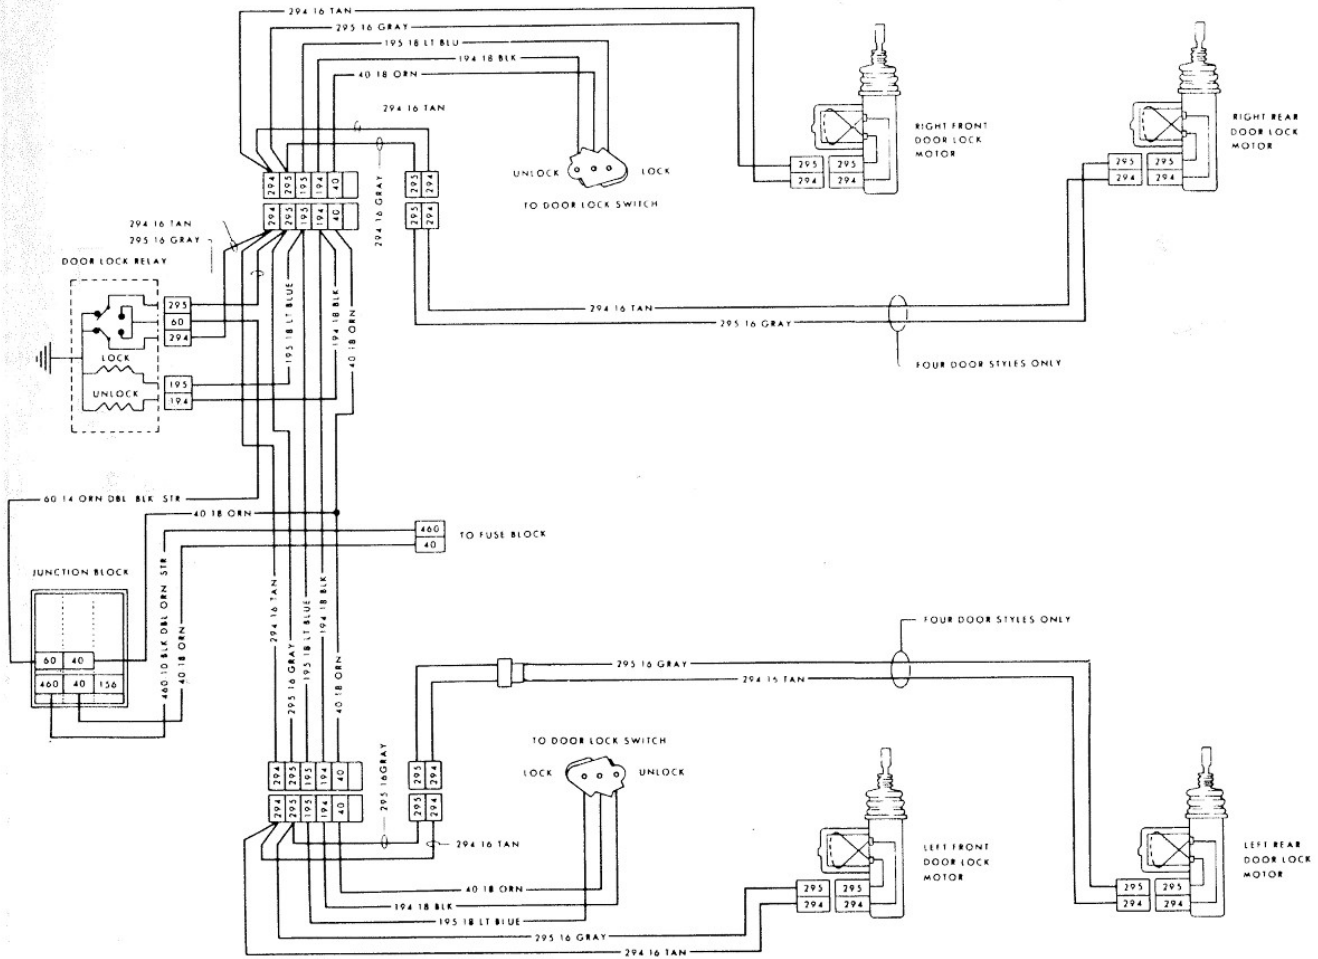 294 16 TAN
295 16 GRAY
195 18 LT BLU
194 18 BLK
40 18 ORN
294 16 TAN
RIGHT FRONT
DOOR LOCK
MOTOR
RIGHT REAR
DOOR LOCK
MOTOR
295 295
294 294
295 295
294 294
UNLOCK LOCK
TO DOOR LOCK SWITCH
294 295 195 194 40
295 294
294 295 195 194 40
295 294
294 16 GRAY
294 16 TAN
295 16 GRAY
DOOR LOCK RELAY
295
60
294
LOCK
UNLOCK
195
194
195 18 LT BLUE
194 18 BLK
40 18 ORN
294 16 TAN
295 16 GRAY
FOUR DOOR STYLES ONLY
60 14 ORN DBL BLK STR
40 18 ORN
460
40
TO FUSE BLOCK
JUNCTION BLOCK
60 40
460 40 156
460 10 BLK DBL ORN STR
40 18 ORN
294 16 TAN
295 16 GRAY
195 18 LT BLUE
194 18 BLK
40 18 ORN
FOUR DOOR STYLES ONLY
295 16 GRAY
294 15 TAN
TO DOOR LOCK SWITCH
LOCK UNLOCK
294 295 195 194 40
295 294
294 295 195 194 40
295 294
295 16GRAY
294 16 TAN
40 18 ORN
194 18 BLK
195 18 LT BLUE
295 16 GRAY
294 16 TAN
295 295
294 294
LEFT FRONT
DOOR LOCK
MOTOR
295 295
294 294
LEFT REAR
DOOR LOCK
MOTOR